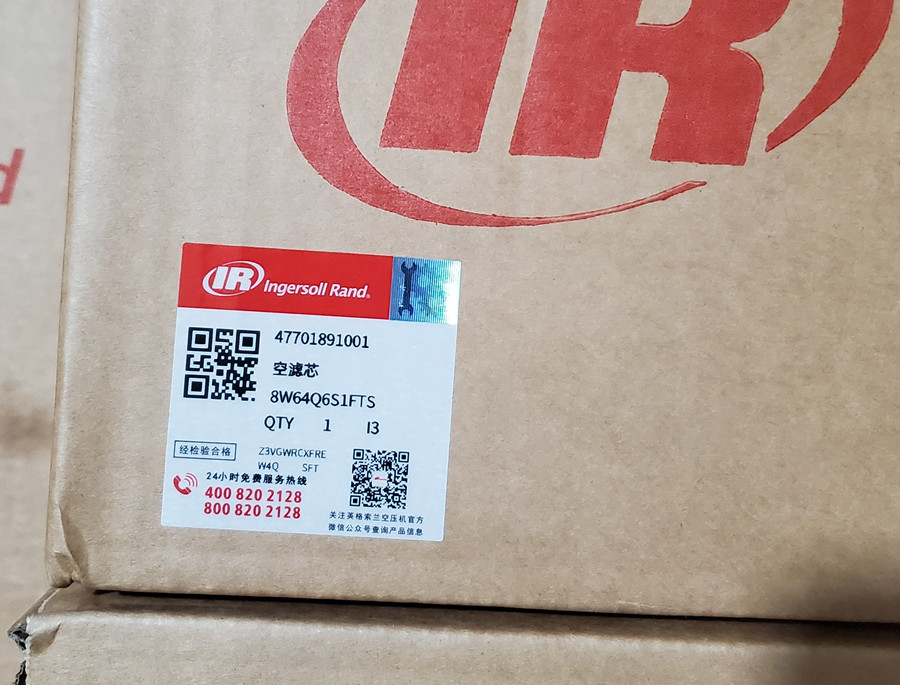 IR
d
IR Ingersoll Rand.
47701891001
空滤芯
8W64Q6S1FTS
QTY 1 I3
经检验合格
Z3VGWRCXFRE
W4Q SFT
24小时免费服务热线
400 820 2128
800 820 2128
关注英格索兰空压机官方
微信公众号查询产品信息